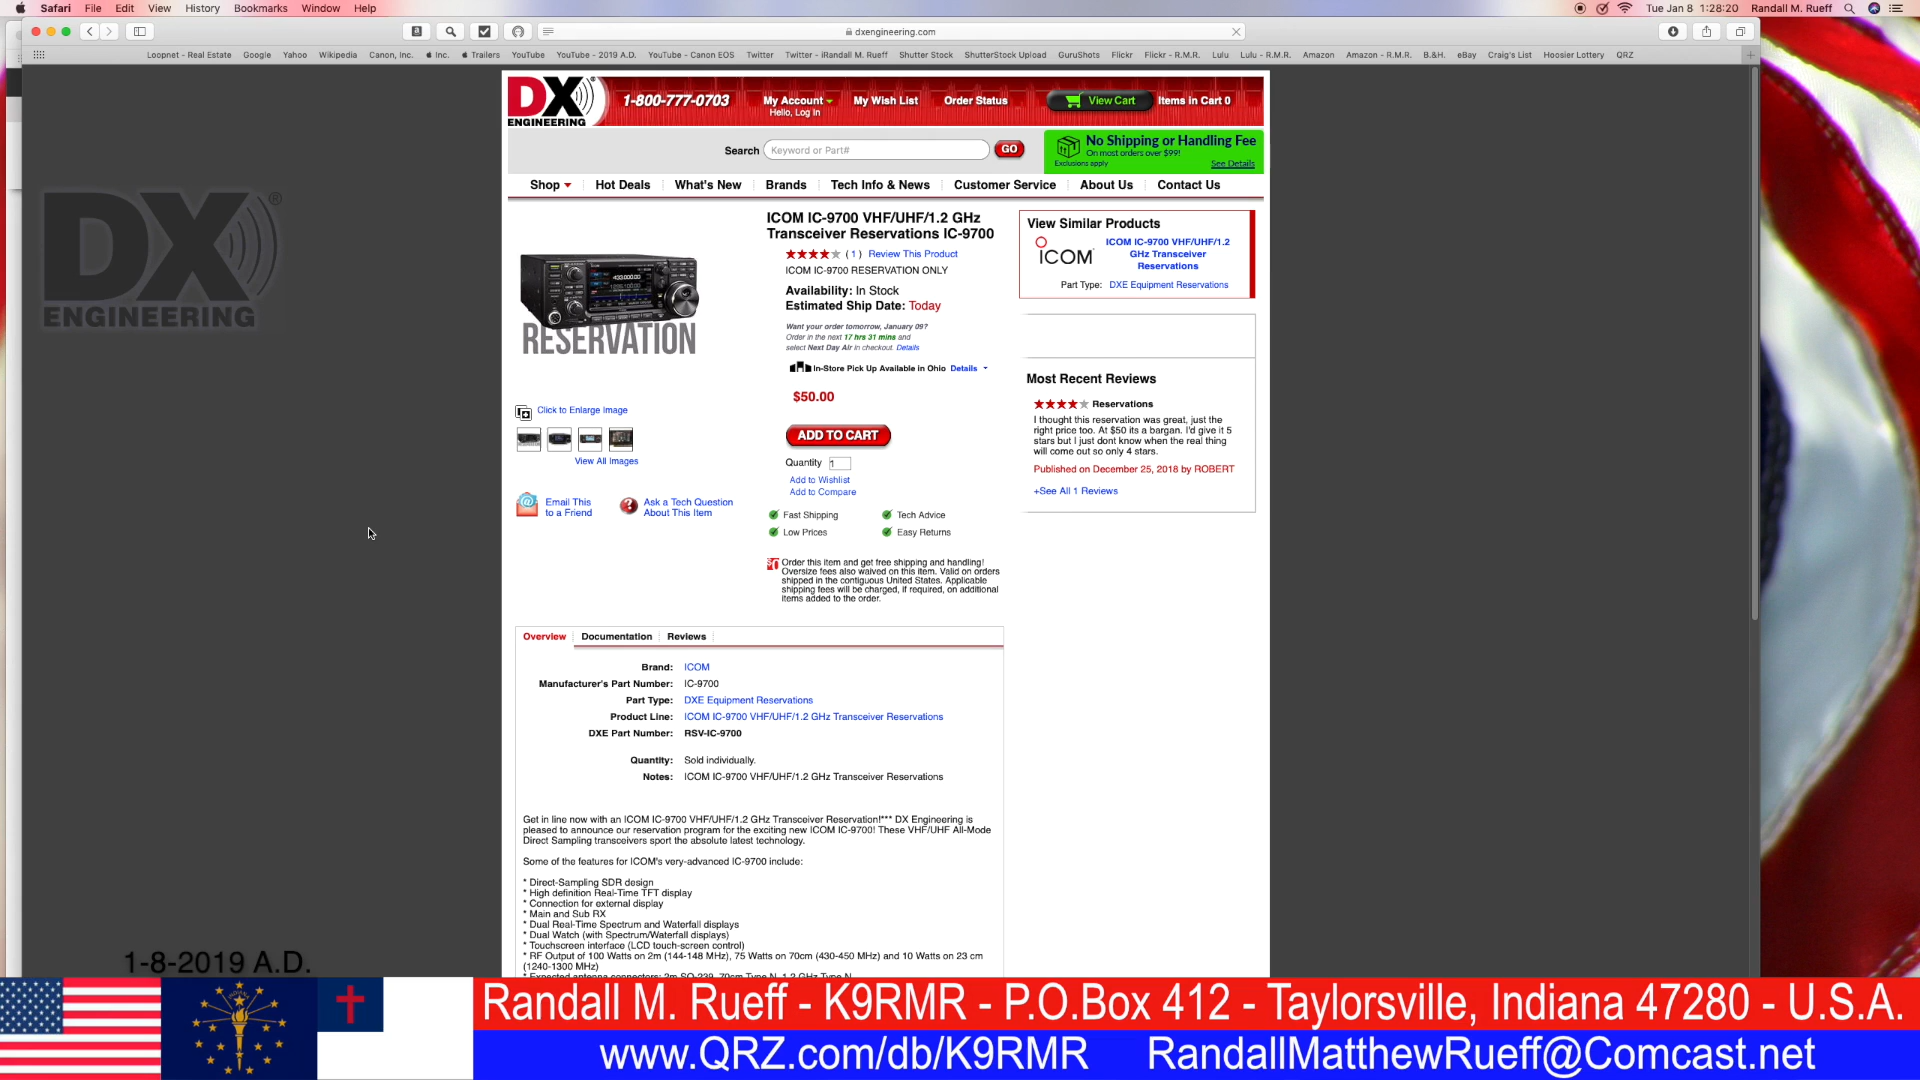 Safari File Edit View History Bookmarks Window Help
Tue Jan 8 1:28:20 Randall M. Rueff
dxengineering.com
Loopnet - Real Estate Google Yahoo Wikipedia Canon, Inc. Inc. Trailers YouTube YouTube - 2019 A.D. YouTube - Canon EOS Twitter Twitter - iRandall M. Rueff Shutter Stock ShutterStock Upload GuruShots Flickr Flickr - R.M.R. Lulu Lulu - R.M.R. Amazon Amazon - R.M.R. B.&H. eBay Craig's List Hoosier Lottery QRZ
DX
ENGINEERING
1-800-777-0703
My Account
Hello, Log In
My Wish List
Order Status
View Cart
Items in Cart 0
Search Keyword or Part# GO
No Shipping or Handling Fee
On most orders over $99!
Exclusions apply See Details
Shop Hot Deals What's New Brands Tech Info & News Customer Service About Us Contact Us
DX®
ENGINEERING
RESERVATION
Click to Enlarge Image
View All Images
Email This
to a Friend
Ask a Tech Question
About This Item
ICOM IC-9700 VHF/UHF/1.2 GHz
Transceiver Reservations IC-9700
( 1 ) Review This Product
ICOM IC-9700 RESERVATION ONLY
Availability: In Stock
Estimated Ship Date: Today
Want your order tomorrow, January 09?
Order in the next 17 hrs 31 mins and
select Next Day Air in checkout. Details
In-Store Pick Up Available in Ohio Details
$50.00
ADD TO CART
Quantity 1
Add to Wishlist
Add to Compare
Fast Shipping Tech Advice
Low Prices Easy Returns
Order this item and get free shipping and handling!
Oversize fees also waived on this item. Valid on orders
shipped in the contiguous United States. Applicable
shipping fees will be charged, if required, on additional
items added to the order.
View Similar Products
ICOM
ICOM IC-9700 VHF/UHF/1.2
GHz Transceiver
Reservations
Part Type: DXE Equipment Reservations
Most Recent Reviews
Reservations
I thought this reservation was great, just the
right price too. At $50 its a bargan. I'd give it 5
stars but I just dont know when the real thing
will come out so only 4 stars.
Published on December 25, 2018 by ROBERT
+See All 1 Reviews
Overview Documentation Reviews
Brand: ICOM
Manufacturer's Part Number: IC-9700
Part Type: DXE Equipment Reservations
Product Line: ICOM IC-9700 VHF/UHF/1.2 GHz Transceiver Reservations
DXE Part Number: RSV-IC-9700
Quantity: Sold individually.
Notes: ICOM IC-9700 VHF/UHF/1.2 GHz Transceiver Reservations
Get in line now with an ICOM IC-9700 VHF/UHF/1.2 GHz Transceiver Reservation!*** DX Engineering is
pleased to announce our reservation program for the exciting new ICOM IC-9700! These VHF/UHF All-Mode
Direct Sampling transceivers sport the absolute latest technology.
Some of the features for ICOM's very-advanced IC-9700 include:
* Direct-Sampling SDR design
* High definition Real-Time TFT display
* Connection for external display
* Main and Sub RX
* Dual Real-Time Spectrum and Waterfall displays
* Dual Watch (with Spectrum/Waterfall displays)
* Touchscreen interface (LCD touch-screen control)
* RF Output of 100 Watts on 2m (144-148 MHz), 75 Watts on 70cm (430-450 MHz) and 10 Watts on 23 cm
(1240-1300 MHz)
* Expected antenna connectors: 2m SO-239, 70cm Type N, 1.2 GHz Type N
1-8-2019 A.D.
Randall M. Rueff - K9RMR - P.O.Box 412 - Taylorsville, Indiana 47280 - U.S.A.
www.QRZ.com/db/K9RMR RandallMatthewRueff@Comcast.net